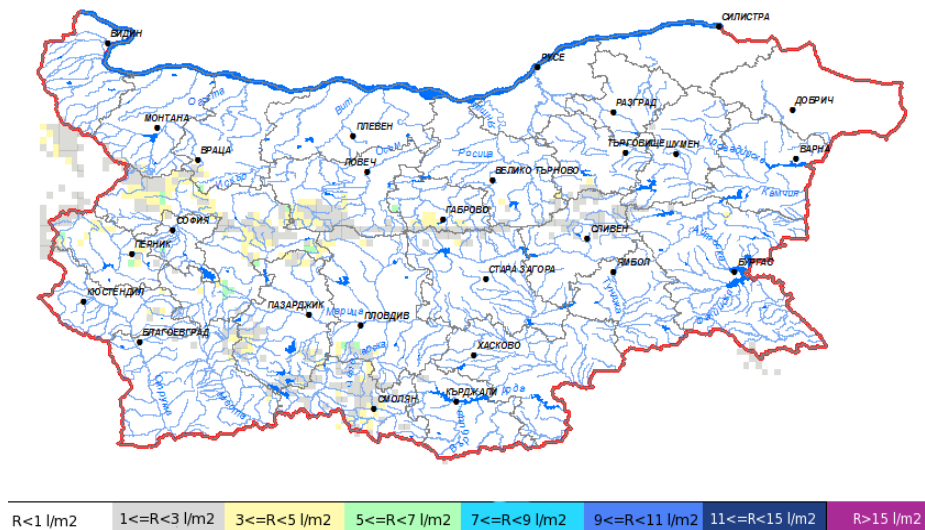 СИЛИСТРА
ВИДИН
РУСЕ
Огоста
Вит
РАЗГРАД
ДОБРИЧ
МОНТАНА
ПЛЕВЕН
ВРАЦА
Осъм
Росица
ТЪРГОВИЩЕ
ШУМЕН
Провадийска
ВАРНА
ЛОВЕЧ
Искър
ВЕЛИКО ТЪРНОВО
Камчия
ГАБРОВО
СОФИЯ
СЛИВЕН
ПЕРНИК
СТАРА ЗАГОРА
ЯМБОЛ
БУРГАС
КЮСТЕНДИЛ
Тунджа
ПАЗАРДЖИК
Марица
ПЛОВДИВ
БЛАГОЕВГРАД
ХАСКОВО
Струма
Места
СМОЛЯН
КЪРДЖАЛИ
R<1 l/m2
1<=R<3 l/m2
3<=R<5 l/m2
5<=R<7 l/m2
7<=R<9 l/m2
9<=R<11 l/m2
11<=R<15 l/m2
R>15 l/m2